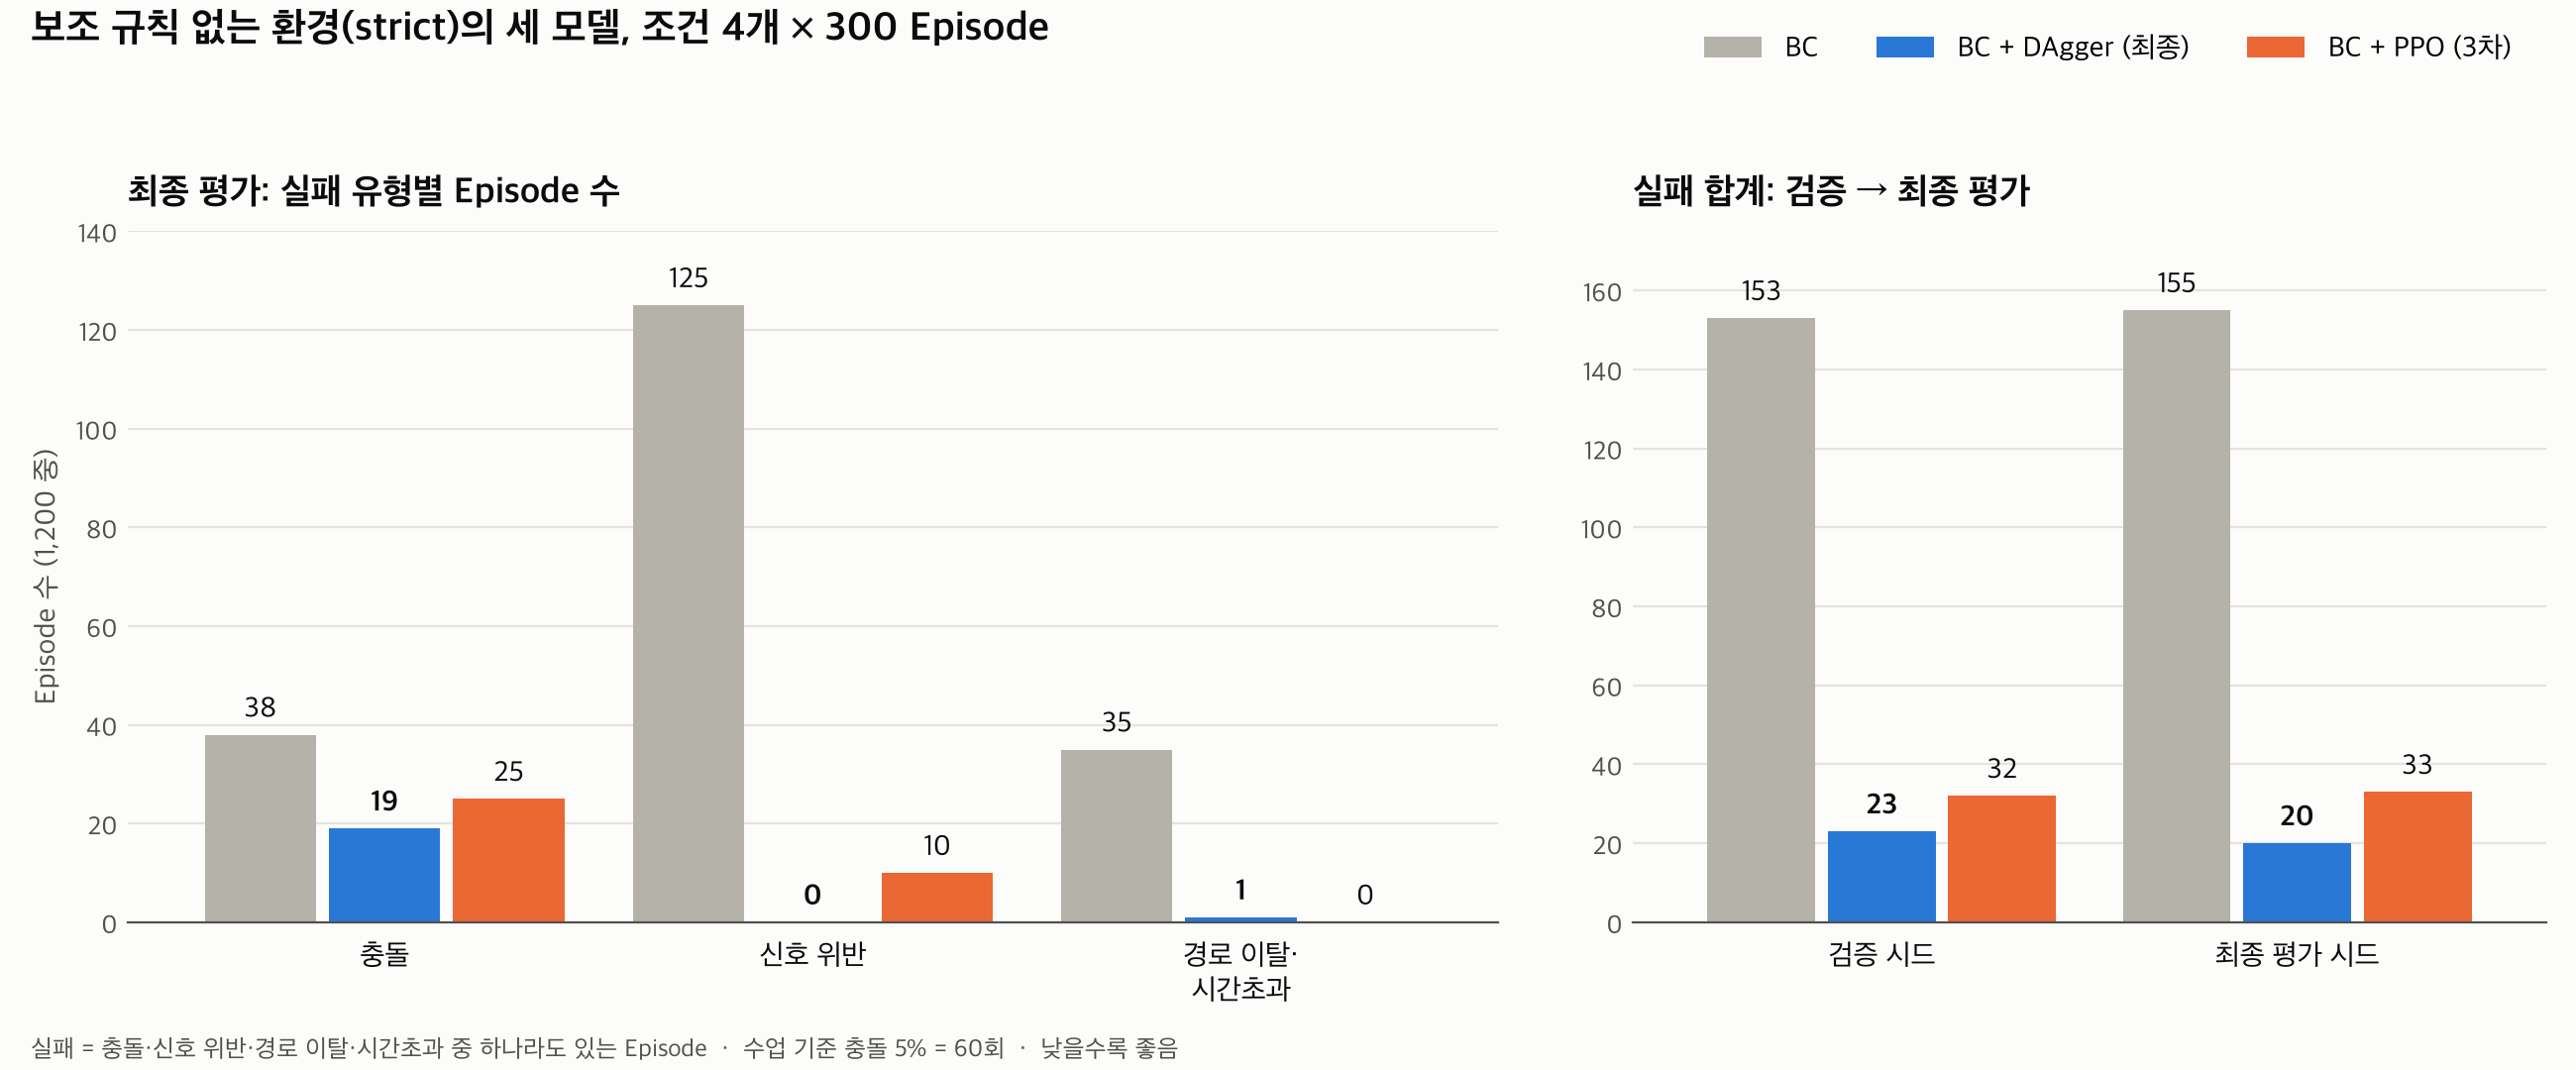 보조 규칙 없는 환경(strict)의 세 모델, 조건 4개 × 300 Episode
BC
BC + DAgger (최종)
BC + PPO (3차)
최종 평가: 실패 유형별 Episode 수
Episode 수 (1,200 중)
140
120
100
80
60
40
20
0
38
19
25
125
0
10
35
1
0
충돌
신호 위반
경로 이탈·
시간초과
실패 합계: 검증 → 최종 평가
160
140
120
100
80
60
40
20
0
153
23
32
155
20
33
검증 시드
최종 평가 시드
실패 = 충돌·신호 위반·경로 이탈·시간초과 중 하나라도 있는 Episode · 수업 기준 충돌 5% = 60회 · 낮을수록 좋음